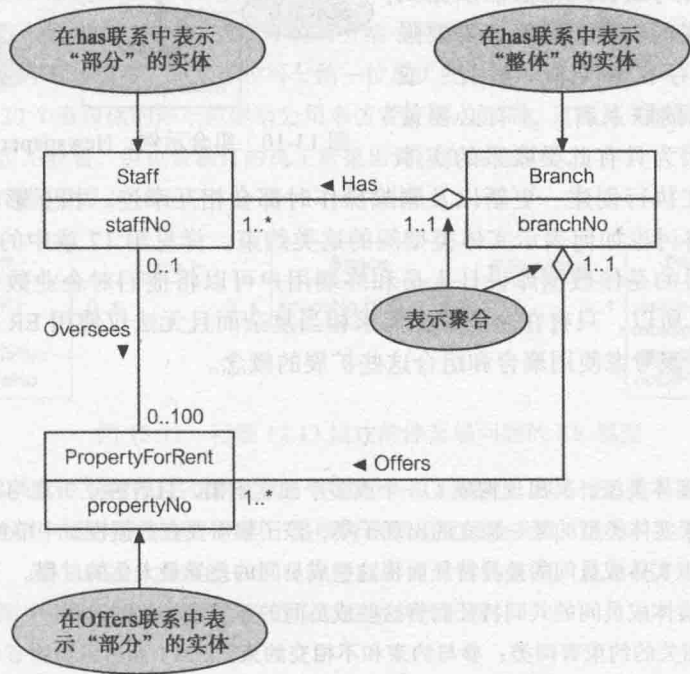 在has联系中表示
“部分”的实体
在has联系中表示
“整体”的实体
Staff
staffNo
◄ Has
Branch
branchNo
1..*
1..1
0..1
1..1
Oversees
▼
表示聚合
0..100
PropertyForRent
propertyNo
◄ Offers
1..*
在Offers联系中表
示“部分”的实体